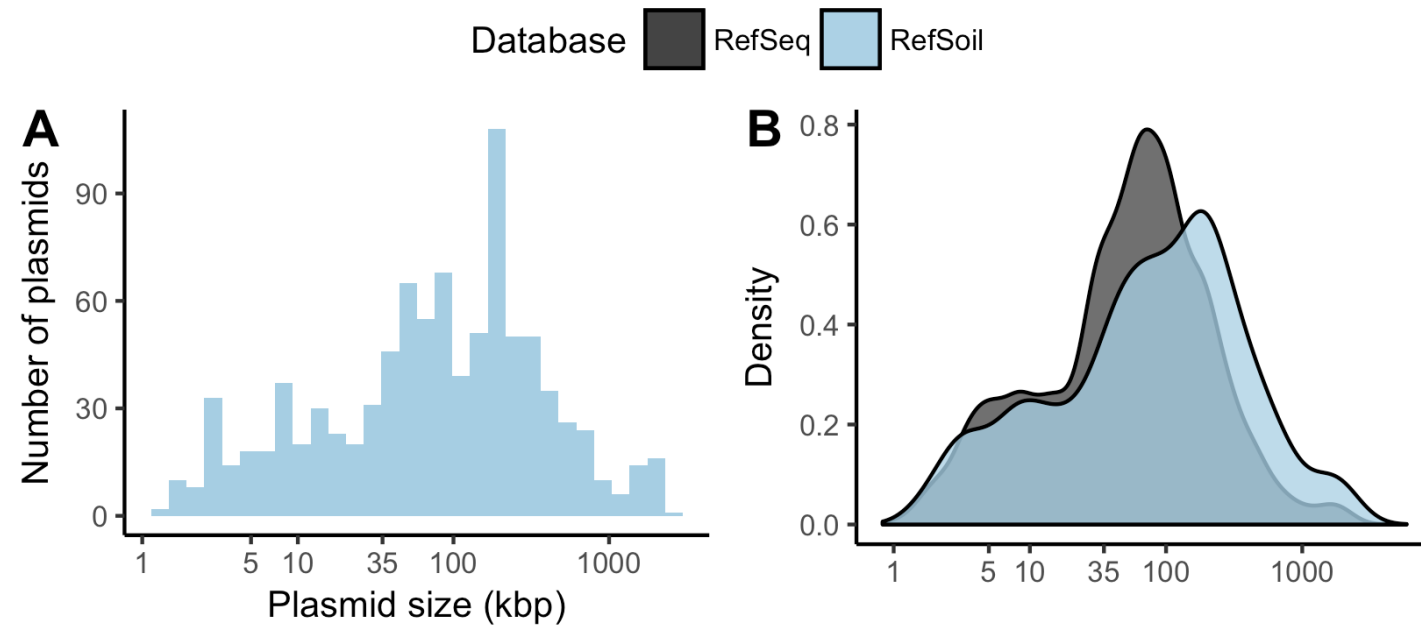 Database RefSeq RefSoil
A
Number of plasmids
90
60
30
0
1 5 10 35 100 1000
Plasmid size (kbp)
B
Density
0.8
0.6
0.4
0.2
0.0
1 5 10 35 100 1000